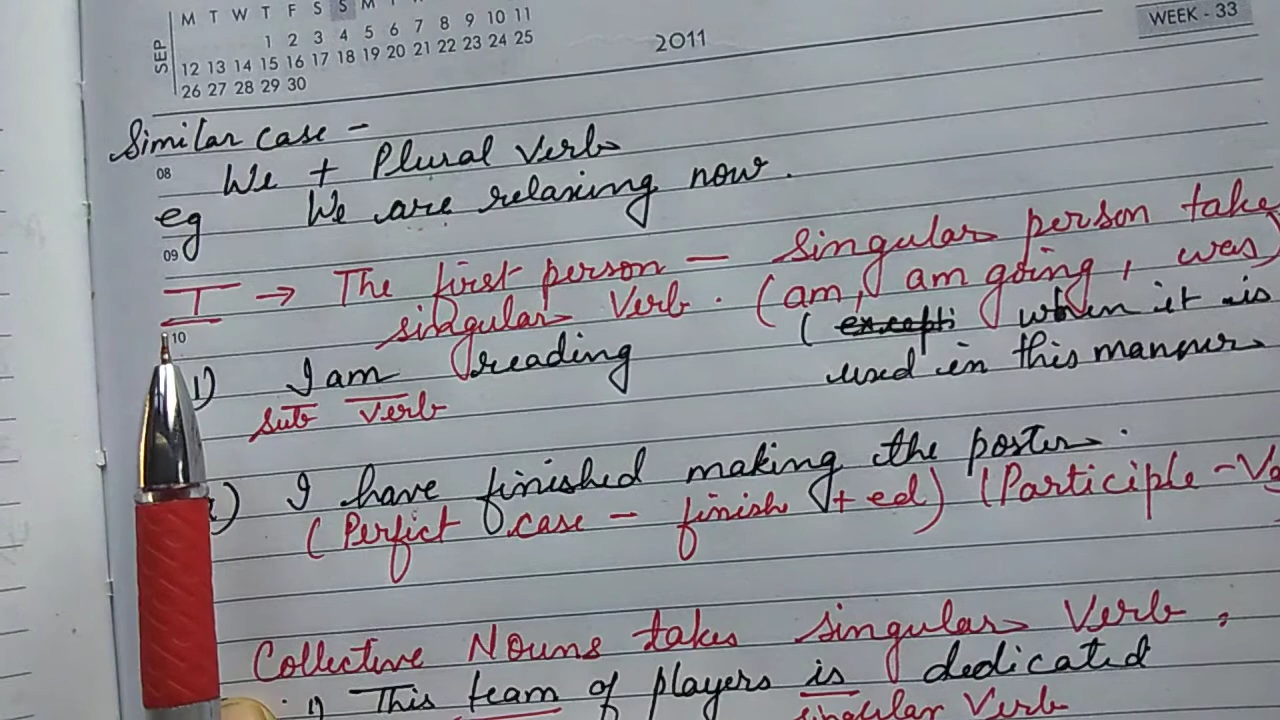 M T W T F S S M
SEP
1 2 3 4 5 6 7 8 9 10 11
12 13 14 15 16 17 18 19 20 21 22 23 24 25
26 27 28 29 30
2011
WEEK - 33
Similar case -
08 We + Plural Verb
eg We are relaxing now.
09
I → The first person - singular person take
singular Verb. (am, am going, was)
10 (when it is
1) I am reading used in this manner
Sub Verb
I have finished making the poster.
(Perfict case - finish + ed) (Participle -
Collective Nouns takes singular Verb.
1) This team of players is dedicated
singular Verb